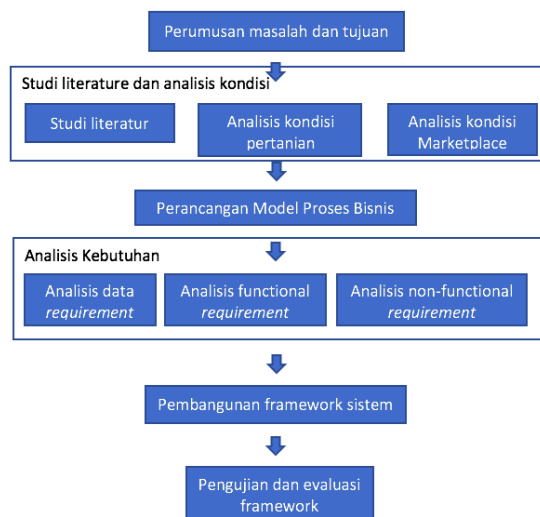 Perumusan masalah dan tujuan
Studi literature dan analisis kondisi
Studi literatur
Analisis kondisi
pertanian
Analisis kondisi
Marketplace
Perancangan Model Proses Bisnis
Analisis Kebutuhan
Analisis data
requirement
Analisis functional
requirement
Analisis non-functional
requirement
Pembangunan framework sistem
Pengujian dan evaluasi
framework